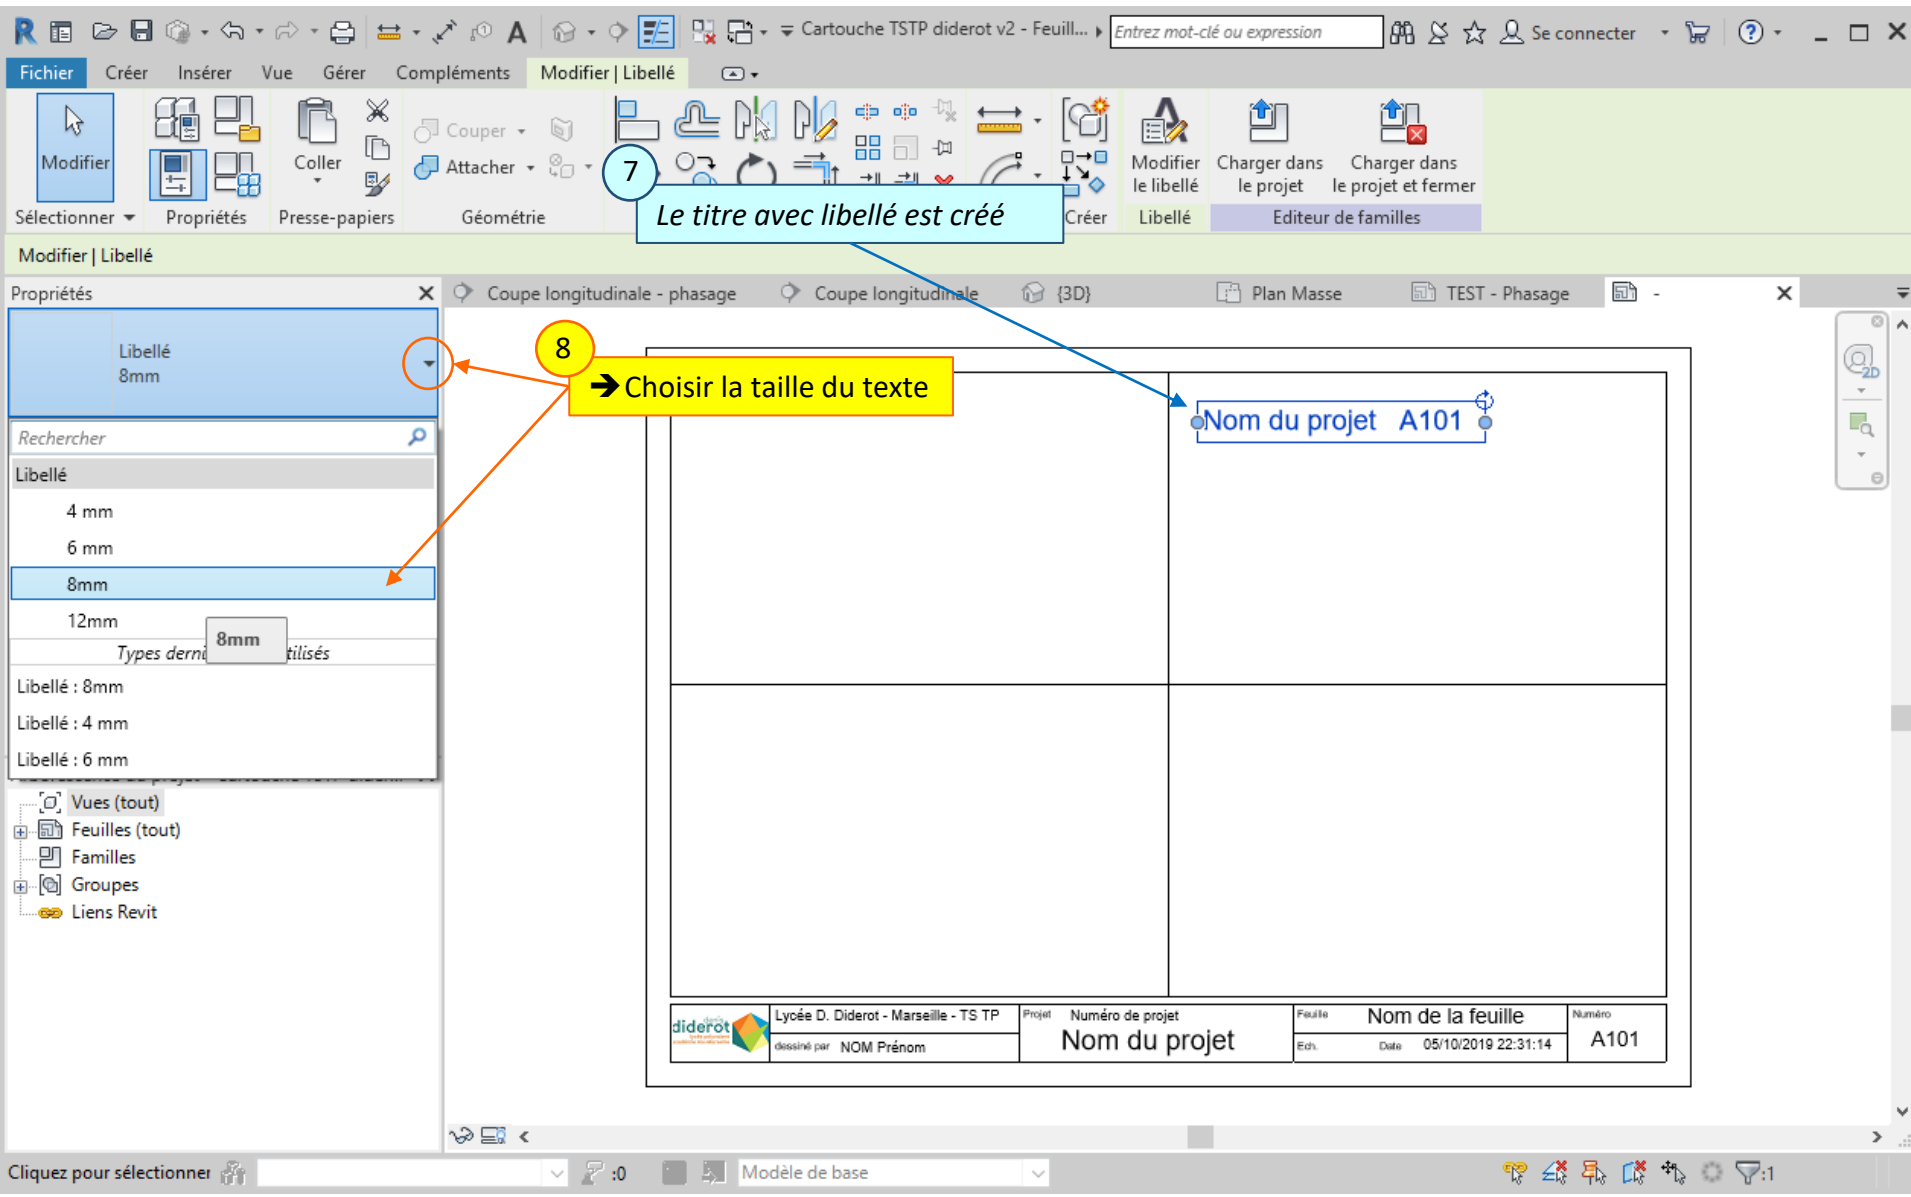 Cartouche TSTP diderot v2 - Feuill...
Entrez mot-clé ou expression
Se connecter
Fichier Créer Insérer Vue Gérer Compléments Modifier | Libellé
Modifier
Coller
Couper
Attacher
Modifier le libellé
Charger dans le projet
Charger dans le projet et fermer
Sélectionner Propriétés Presse-papiers Géométrie Créer Libellé Editeur de familles
7
Le titre avec libellé est créé
Modifier | Libellé
Propriétés
Coupe longitudinale - phasage
Coupe longitudinale
{3D}
Plan Masse
TEST - Phasage
-
2D
Libellé
8mm
8
➔ Choisir la taille du texte
Rechercher
Libellé
4 mm
6 mm
8mm
12mm
8mm
Types derni tilisés
Libellé : 8mm
Libellé : 4 mm
Libellé : 6 mm
Vues (tout)
Feuilles (tout)
Familles
Groupes
Liens Revit
Nom du projet A101
diderot
Lycée D. Diderot - Marseille - TS TP
dessiné par NOM Prénom
Projet Numéro de projet
Nom du projet
Feuille Nom de la feuille
Ech. Date 05/10/2019 22:31:14
Numéro
A101
Cliquez pour sélectionner
:0
Modèle de base
:1